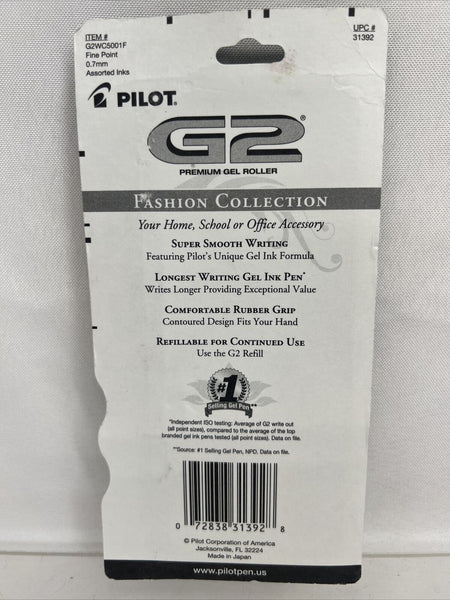 ITEM #
G2WC5001F
Fine Point
0.7mm
Assorted Inks
UPC #
31392
PILOT®
G2®
PREMIUM GEL ROLLER
FASHION COLLECTION
Your Home, School or Office Accessory
SUPER SMOOTH WRITING
Featuring Pilot's Unique Gel Ink Formula
LONGEST WRITING GEL INK PEN*
Writes Longer Providing Exceptional Value
COMFORTABLE RUBBER GRIP
Contoured Design Fits Your Hand
REFILLABLE FOR CONTINUED USE
Use the G2 Refill
#1
Selling Gel Pen**
*Independent ISO testing: Average of G2 write out
(all point sizes), compared to the average of the top
branded gel ink pens tested (all point sizes). Data on file.
**Source: #1 Selling Gel Pen, NPD. Data on file.
0 72838 31392 8
© Pilot Corporation of America
Jacksonville, FL 32224
Made In Japan
www.pilotpen.us